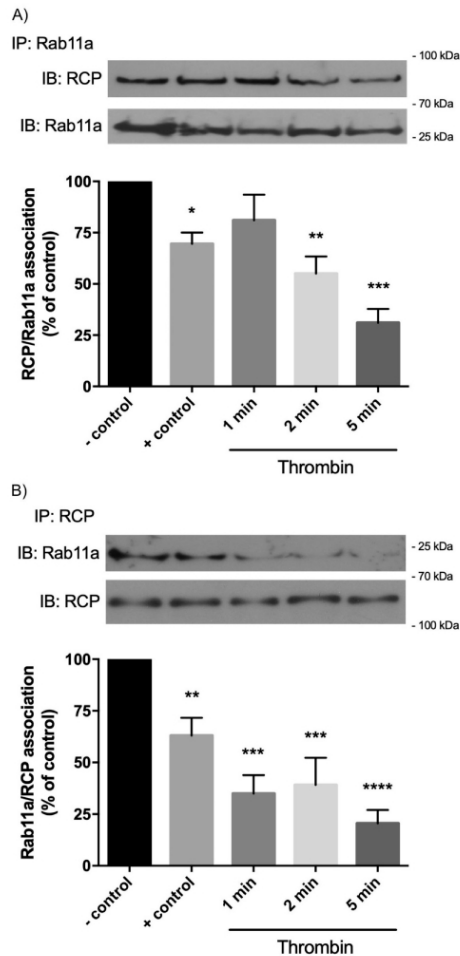 A)
IP: Rab11a
- 100 kDa
IB: RCP
- 70 kDa
IB: Rab11a
- 25 kDa
RCP/Rab11a association
(% of control)
100
75
50
25
0
*
**
***
- control
+ control
1 min
2 min
5 min
Thrombin
B)
IP: RCP
- 25 kDa
IB: Rab11a
- 70 kDa
IB: RCP
- 100 kDa
Rab11a/RCP association
(% of control)
100
75
50
25
0
**
***
***
****
- control
+ control
1 min
2 min
5 min
Thrombin